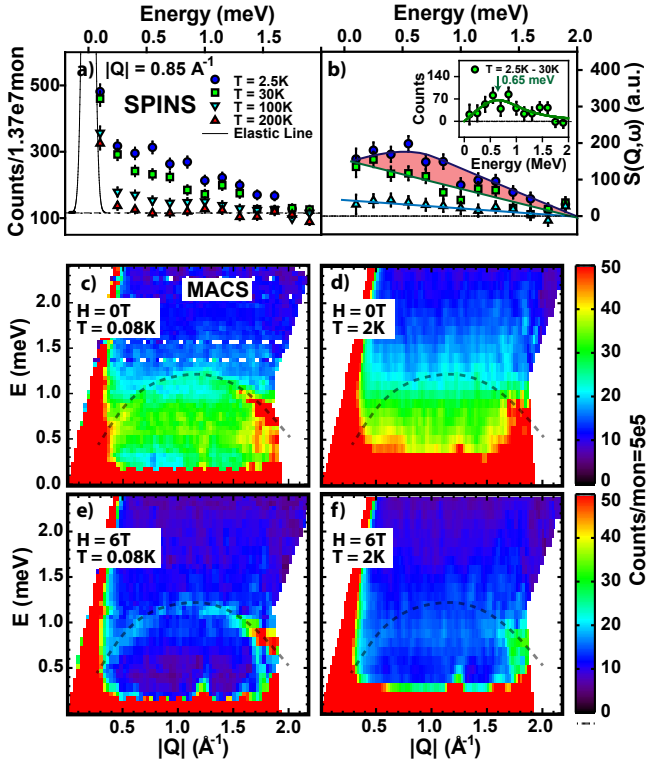 Energy (meV)
Energy (meV)
0.0 0.5 1.0 1.5
0.0 0.5 1.0 1.5 2.0
a) |Q| = 0.85 A⁻¹
SPINS
T = 2.5K
T = 30K
T = 100K
T = 200K
Elastic Line
500
300
100
Counts/1.37e7mon
b)
T = 2.5K - 30K
0.65 meV
140
70
0
Counts
0 0.5 1 1.5 2
Energy (MeV)
400
300
200
100
0
S(Q,ω) (a.u.)
c)
MACS
H = 0T
T = 0.08K
2.0
1.5
1.0
0.5
0.0
E (meV)
d)
H = 0T
T = 2K
50
40
30
20
10
0
e)
H = 6T
T = 0.08K
2.0
1.5
1.0
0.5
E (meV)
f)
H = 6T
T = 2K
50
40
30
20
10
0
Counts/mon=5e5
0.5 1.0 1.5 2.0
0.5 1.0 1.5 2.0
|Q| (Å⁻¹)
|Q| (Å⁻¹)